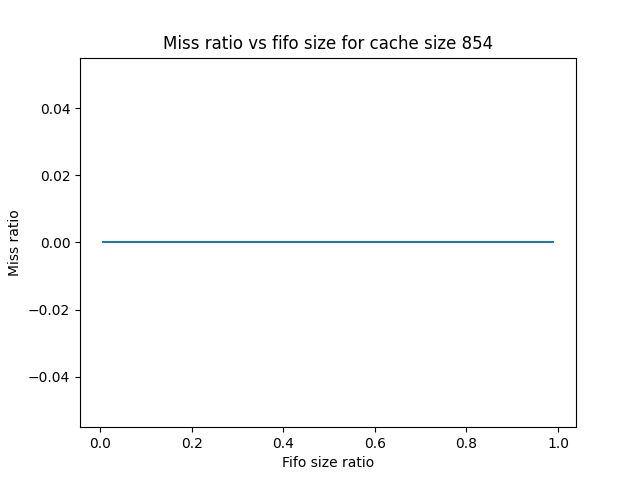 Miss ratio vs fifo size for cache size 854
0.04
0.02
0.00
−0.02
−0.04
Miss ratio
0.0 0.2 0.4 0.6 0.8 1.0
Fifo size ratio